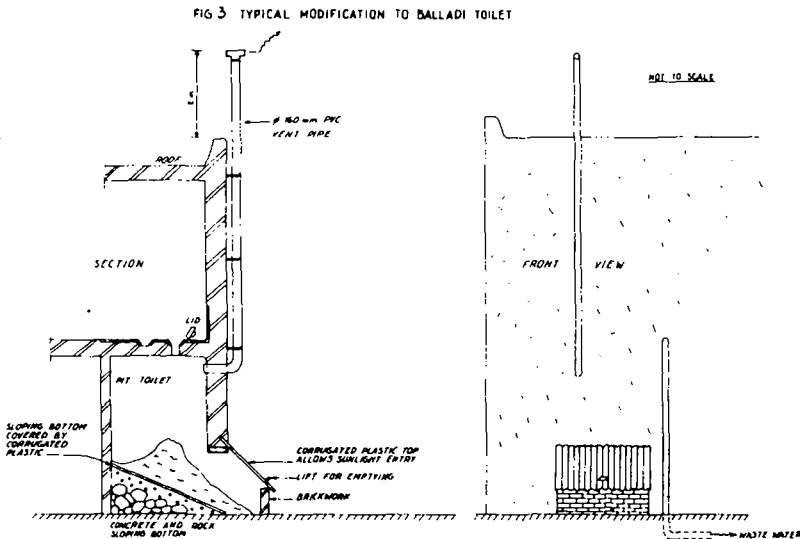 FIG 3 TYPICAL MODIFICATION TO BALLADI TOILET
NOT TO SCALE
2 m
Ø 160 mm PVC
VENT PIPE
ROOF
SECTION
FRONT VIEW
LID
PIT TOILET
SLOPING BOTTOM
COVERED BY
CORRUGATED
PLASTIC
CORRUGATED PLASTIC TOP
ALLOWS SUNLIGHT ENTRY
LIFT FOR EMPTYING
BRICKWORK
CONCRETE AND ROCK
SLOPING BOTTOM
WASTE WATER